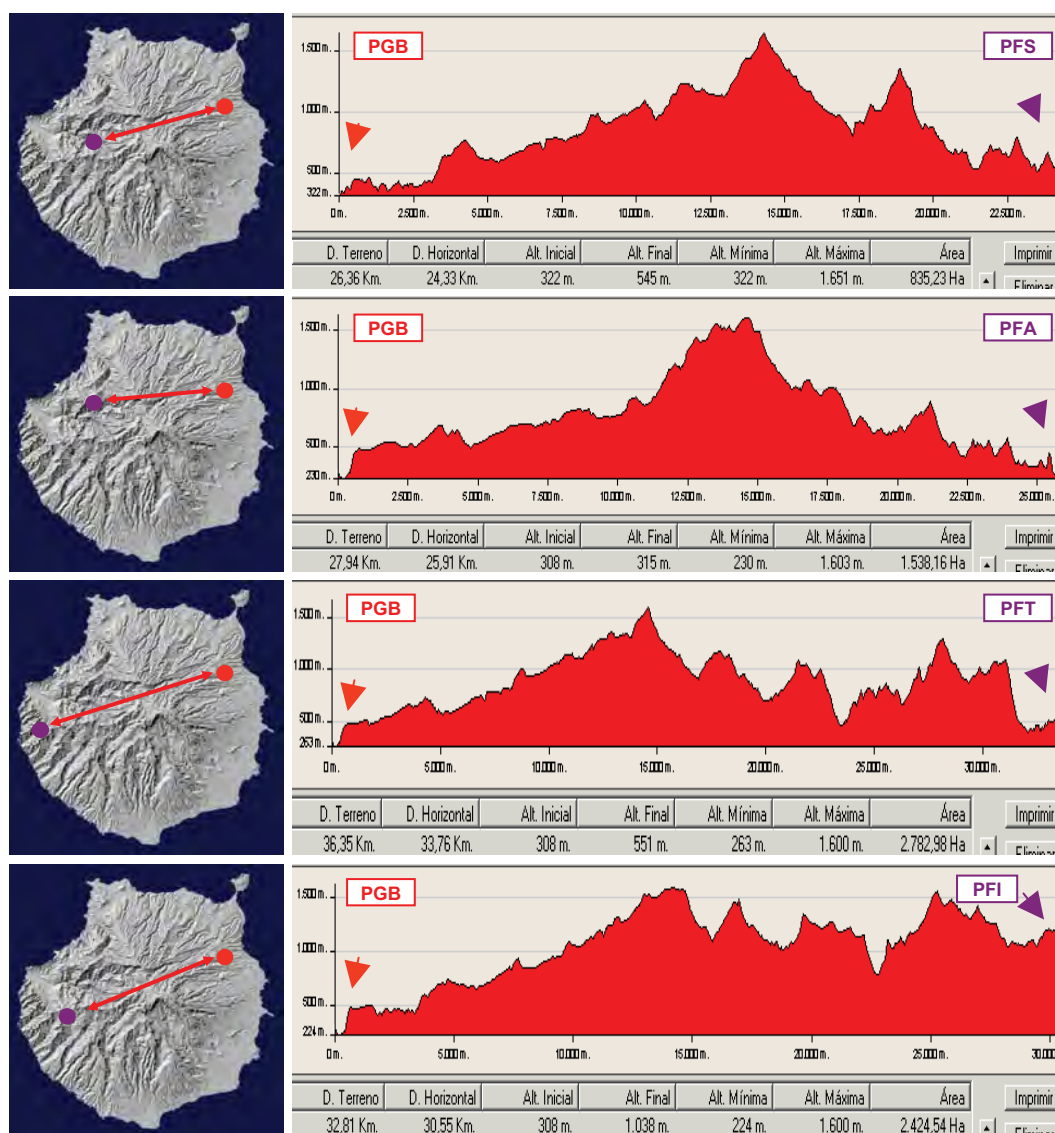 1.500 m.
PGB
PFS
1.000 m.
500 m.
322 m.
0 m. 2.500 m. 5.000 m. 7.500 m. 10.000 m. 12.500 m. 15.000 m. 17.500 m. 20.000 m. 22.500 m.
D. Terreno D. Horizontal Alt. Inicial Alt. Final Alt. Mínima Alt. Máxima Área Imprimir
26,36 Km. 24,33 Km. 322 m. 545 m. 322 m. 1.651 m. 835,23 Ha
1.500 m.
PGB
PFA
1.000 m.
500 m.
230 m.
0 m. 2.500 m. 5.000 m. 7.500 m. 10.000 m. 12.500 m. 15.000 m. 17.500 m. 20.000 m. 22.500 m. 25.000 m.
D. Terreno D. Horizontal Alt. Inicial Alt. Final Alt. Mínima Alt. Máxima Área Imprimir
27,94 Km. 25,91 Km. 308 m. 315 m. 230 m. 1.603 m. 1.538,16 Ha
PGB
PFT
1.500 m.
1.000 m.
500 m.
263 m.
0 m. 5.000 m. 10.000 m. 15.000 m. 20.000 m. 25.000 m. 30.000 m.
D. Terreno D. Horizontal Alt. Inicial Alt. Final Alt. Mínima Alt. Máxima Área Imprimir
36,35 Km. 33,76 Km. 308 m. 551 m. 263 m. 1.600 m. 2.782,98 Ha
PGB
PFI
1.500 m.
1.000 m.
500 m.
224 m.
0 m. 5.000 m. 10.000 m. 15.000 m. 20.000 m. 25.000 m. 30.00
D. Terreno D. Horizontal Alt. Inicial Alt. Final Alt. Mínima Alt. Máxima Área Imprimir
32,81 Km. 30,55 Km. 308 m. 1.038 m. 224 m. 1.600 m. 2.424,54 Ha